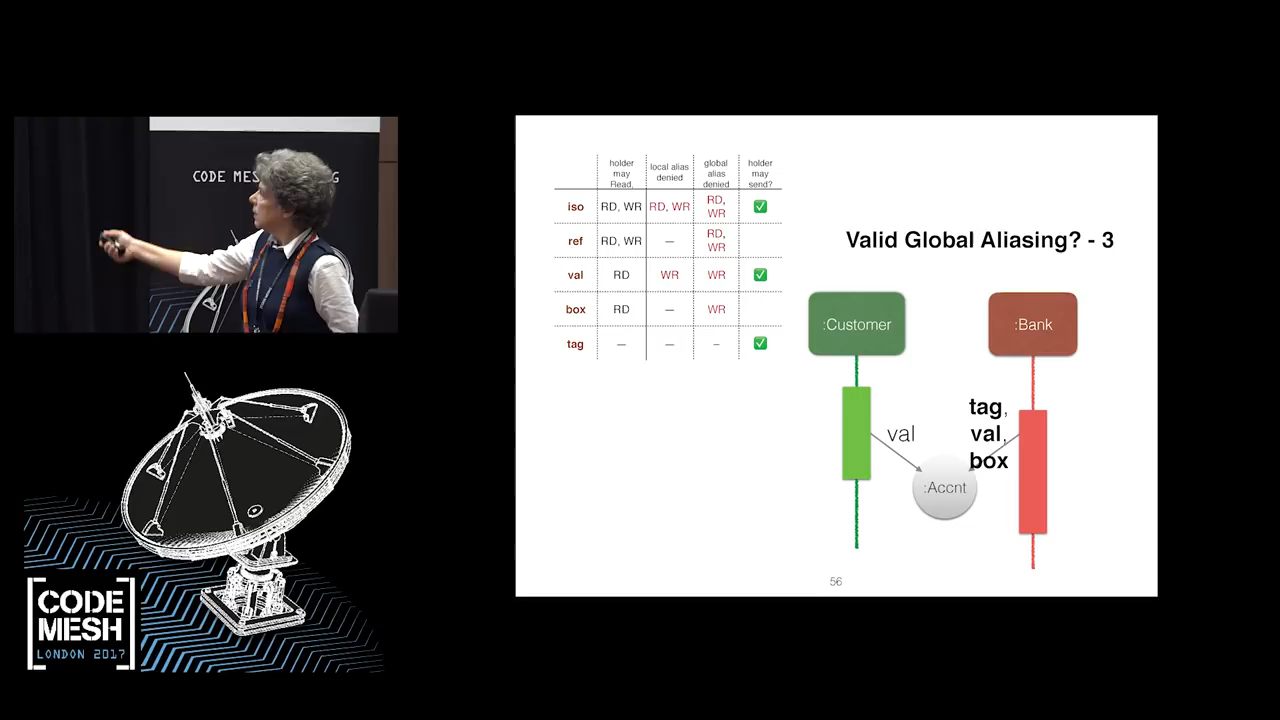 CODE MES
G
holder
may
Read,
local alias
denied
global
alias
denied
holder
may
send?
iso RD, WR RD, WR RD, WR ✅
ref RD, WR — RD, WR
val RD WR WR ✅
box RD — WR
tag — — – ✅
Valid Global Aliasing? - 3
:Customer
:Bank
val
tag,
val,
box
:Accnt
56
CODE
MESH
LONDON 2017